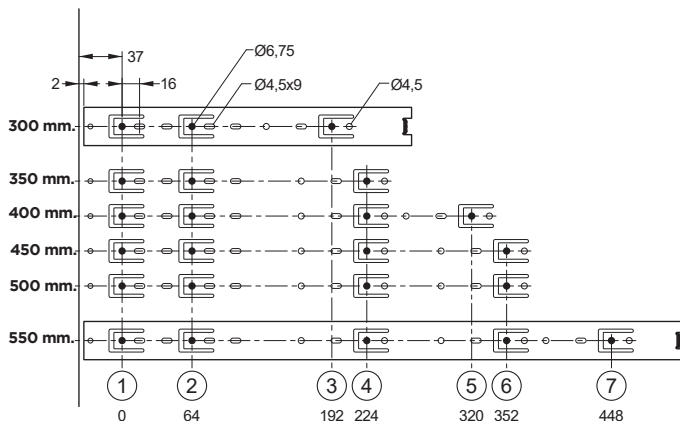 37
Ø6,75
2
16
Ø4,5x9
Ø4,5
300 mm.
350 mm.
400 mm.
450 mm.
500 mm.
550 mm.
1 2 3 4 5 6 7
0 64 192 224 320 352 448